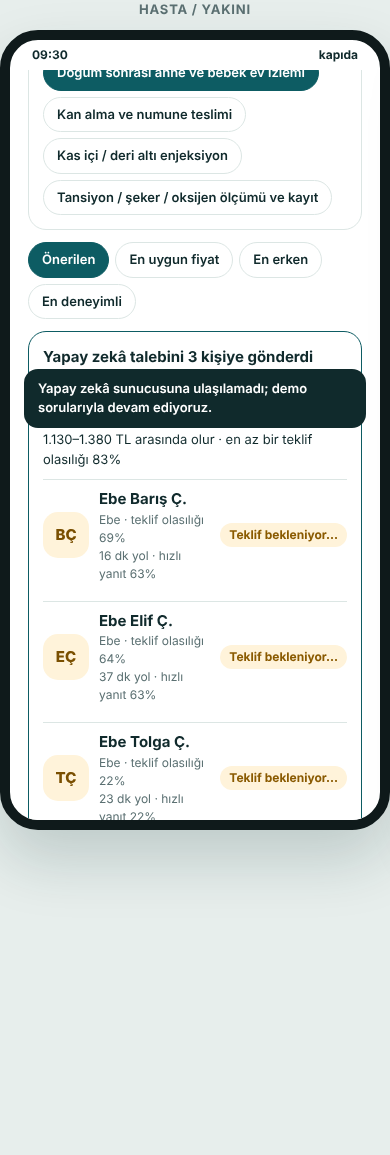 HASTA / YAKINI
09:30
kapıda
Doğum sonrası anne ve bebek ev izlemi
Kan alma ve numune teslimi
Kas içi / deri altı enjeksiyon
Tansiyon / şeker / oksijen ölçümü ve kayıt
Önerilen
En uygun fiyat
En erken
En deneyimli
Yapay zekâ talebini 3 kişiye gönderdi
Yapay zekâ sunucusuna ulaşılamadı; demo
sorularıyla devam ediyoruz.
1.130–1.380 TL arasında olur · en az bir teklif
olasılığı 83%
BÇ
Ebe Barış Ç.
Ebe · teklif olasılığı
69%
16 dk yol · hızlı
yanıt 63%
Teklif bekleniyor...
EÇ
Ebe Elif Ç.
Ebe · teklif olasılığı
64%
37 dk yol · hızlı
yanıt 63%
Teklif bekleniyor...
TÇ
Ebe Tolga Ç.
Ebe · teklif olasılığı
22%
23 dk yol · hızlı
yanıt 22%
Teklif bekleniyor...